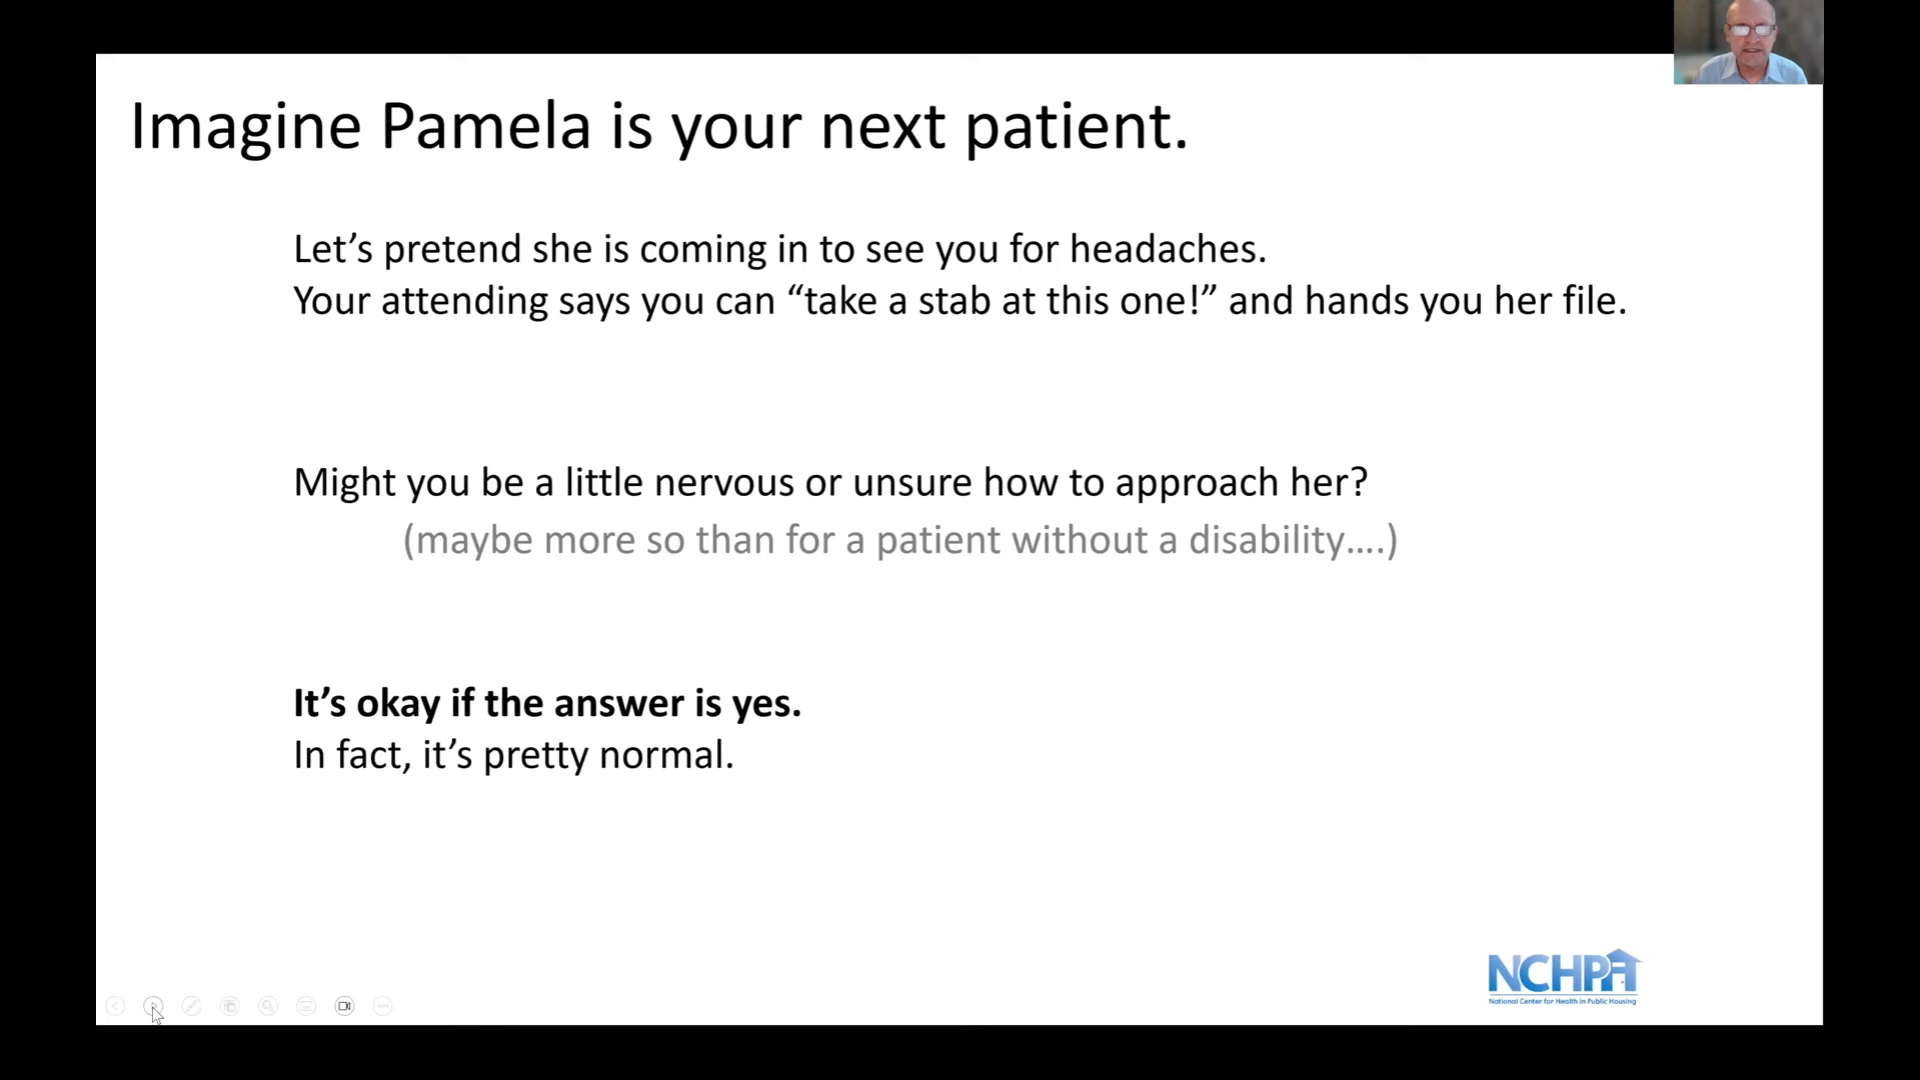 Imagine Pamela is your next patient.
Let’s pretend she is coming in to see you for headaches.
Your attending says you can “take a stab at this one!” and hands you her file.
Might you be a little nervous or unsure how to approach her?
(maybe more so than for a patient without a disability….)
It’s okay if the answer is yes.
In fact, it’s pretty normal.
NCHPH
National Center for Health in Public Housing